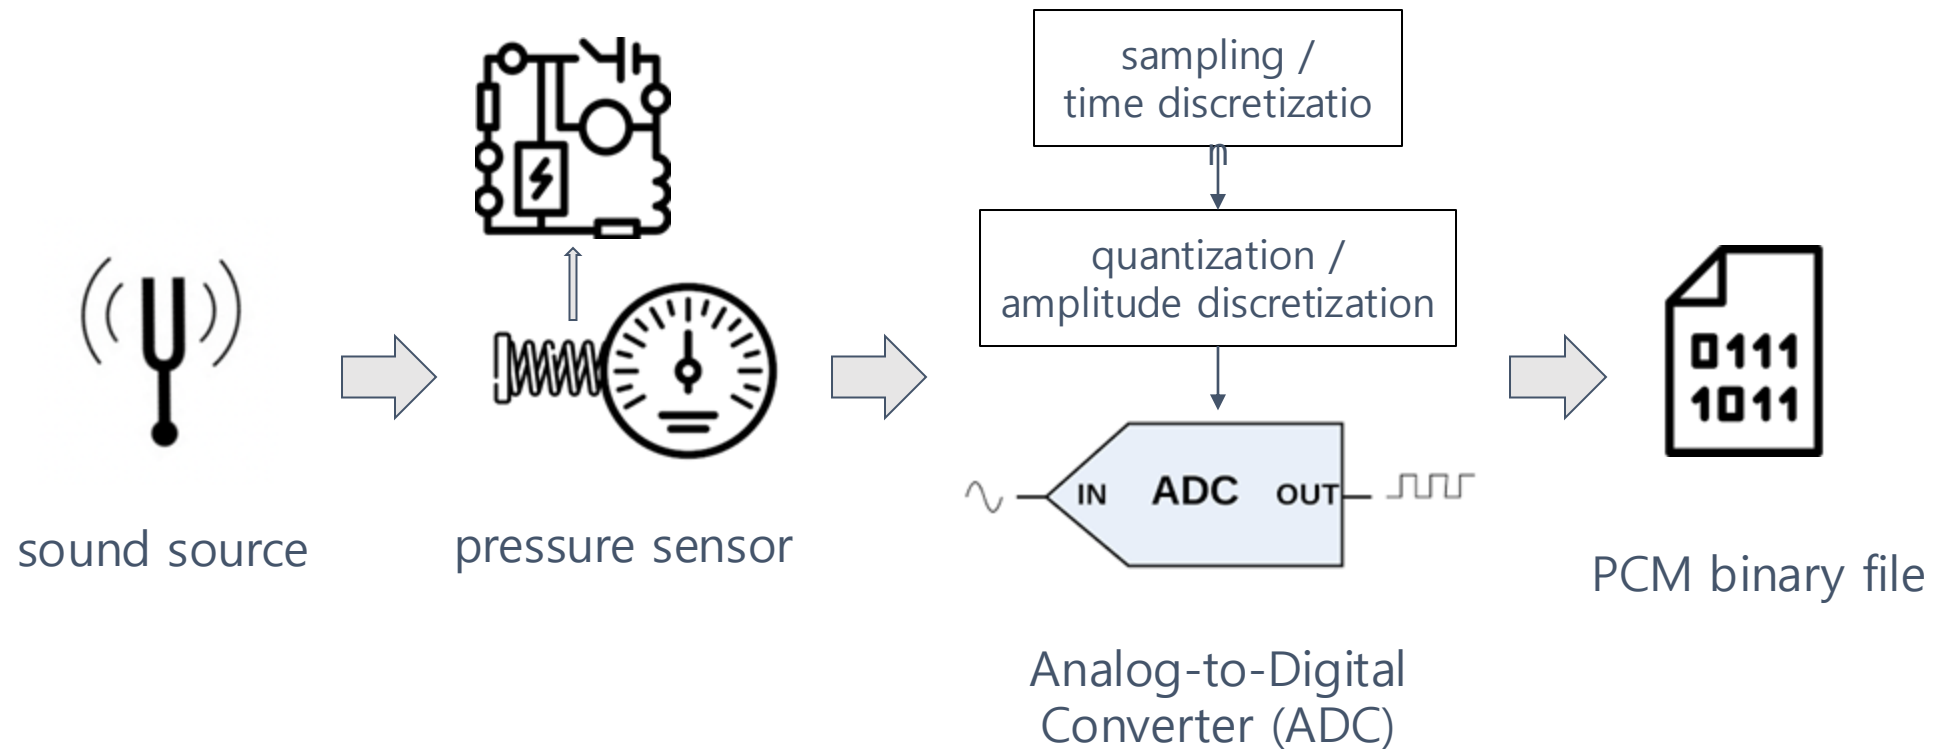 sampling /
time discretizatio
n
quantization /
amplitude discretization
IN ADC OUT
0111
1011
sound source
pressure sensor
PCM binary file
Analog-to-Digital
Converter (ADC)